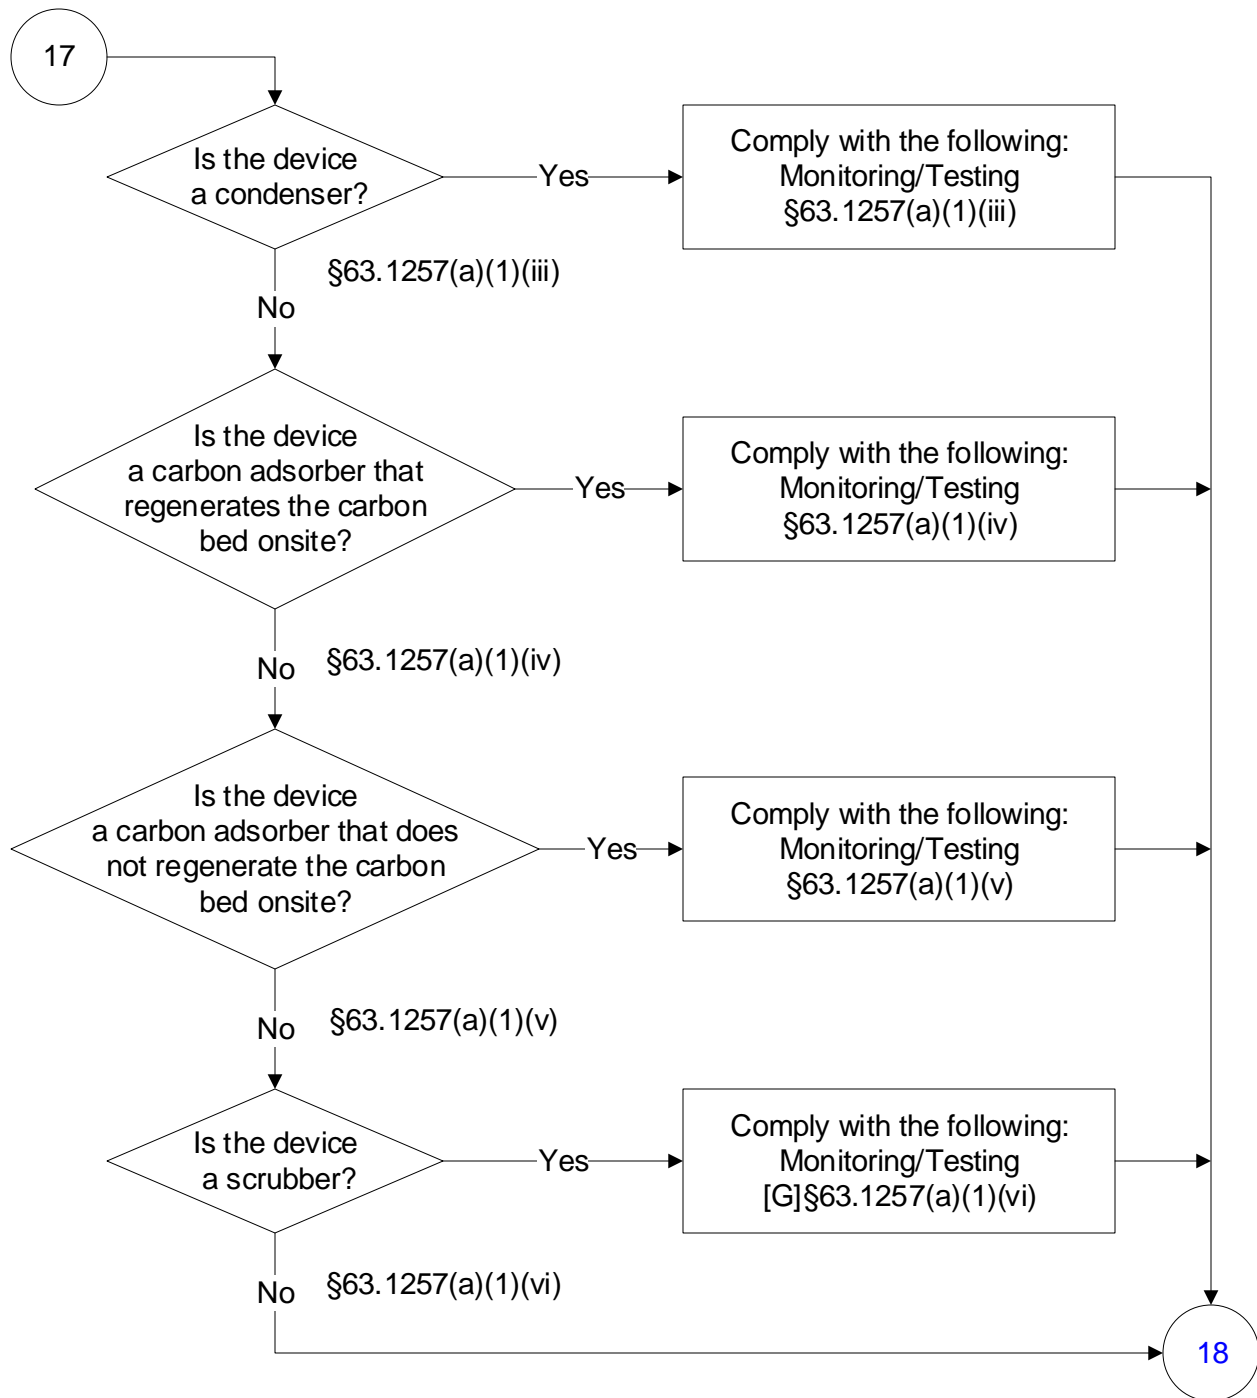 17
Is the device
a condenser?
Yes
Comply with the following:
Monitoring/Testing
§63.1257(a)(1)(iii)
§63.1257(a)(1)(iii)
No
Is the device
a carbon adsorber that
regenerates the carbon
bed onsite?
Yes
Comply with the following:
Monitoring/Testing
§63.1257(a)(1)(iv)
No
§63.1257(a)(1)(iv)
Is the device
a carbon adsorber that does
not regenerate the carbon
bed onsite?
Yes
Comply with the following:
Monitoring/Testing
§63.1257(a)(1)(v)
No
§63.1257(a)(1)(v)
Is the device
a scrubber?
Yes
Comply with the following:
Monitoring/Testing
[G]§63.1257(a)(1)(vi)
No
§63.1257(a)(1)(vi)
18